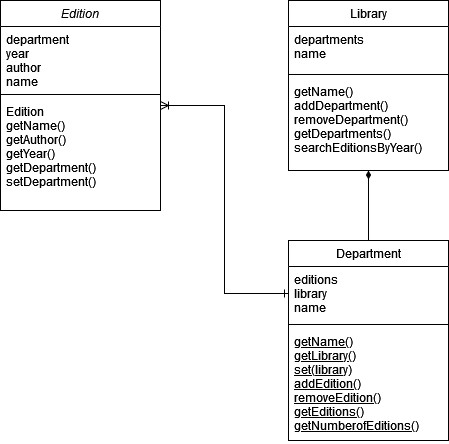 Edition
department
year
author
name
Edition
getName()
getAuthor()
getYear()
getDepartment()
setDepartment()
Library
departments
name
getName()
addDepartment()
removeDepartment()
getDepartments()
searchEditionsByYear()
Department
editions
library
name
getName()
getLibrary()
set(library)
addEdition()
removeEdition()
getEditions()
getNumberofEditions()